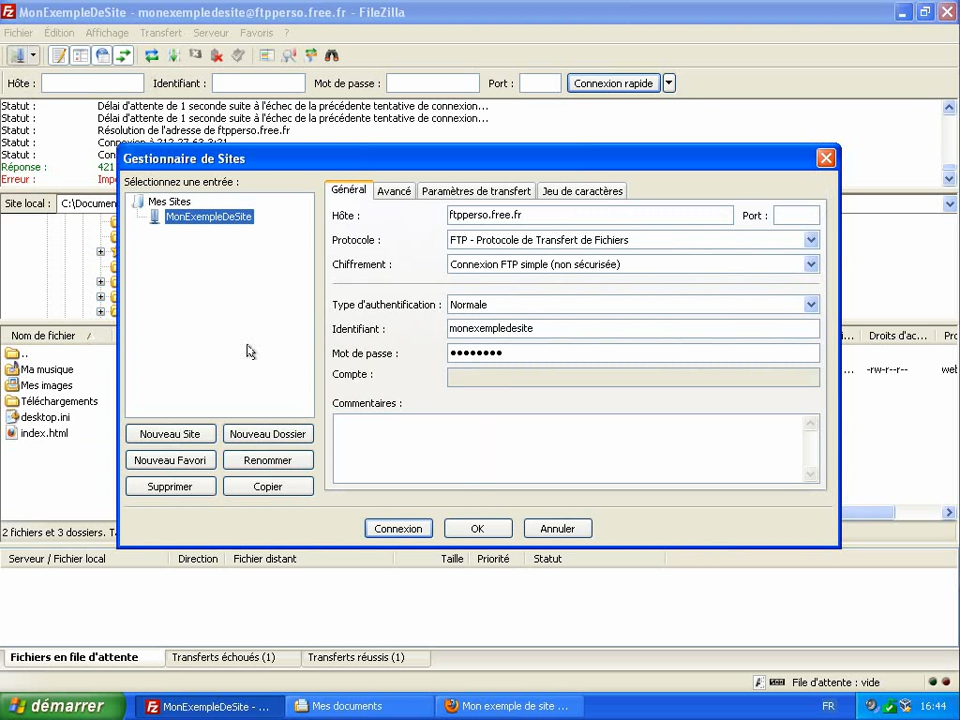 MonExempleDeSite - monexempledesite@ftpperso.free.fr - FileZilla
Fichier Édition Affichage Transfert Serveur Favoris ?
Hôte : Identifiant : Mot de passe : Port : Connexion rapide
Statut : Délai d'attente de 1 seconde suite à l'échec de la précédente tentative de connexion...
Statut : Délai d'attente de 1 seconde suite à l'échec de la précédente tentative de connexion...
Statut : Résolution de l'adresse de ftpperso.free.fr
Statut :
Statut :
Réponse : 421
Erreur :
Site local : C:\Documen
Gestionnaire de Sites
Sélectionnez une entrée :
Mes Sites
MonExempleDeSite
Nouveau Site Nouveau Dossier
Nouveau Favori Renommer
Supprimer Copier
Général Avancé Paramètres de transfert Jeu de caractères
Hôte : ftpperso.free.fr Port :
Protocole : FTP - Protocole de Transfert de Fichiers
Chiffrement : Connexion FTP simple (non sécurisée)
Type d'authentification : Normale
Identifiant : monexempledesite
Mot de passe : ●●●●●●●●
Compte :
Commentaires :
Connexion OK Annuler
Nom de fichier / ... Droits d'ac... Pro
..
Ma musique -rw-r--r-- web
Mes images
Téléchargements
desktop.ini
index.html
2 fichiers et 3 dossiers.
Serveur / Fichier local Direction Fichier distant Taille Priorité Statut
Fichiers en file d'attente Transferts échoués (1) Transferts réussis (1)
File d'attente : vide
démarrer MonExempleDeSite - ... Mes documents Mon exemple de site ... FR 16:44